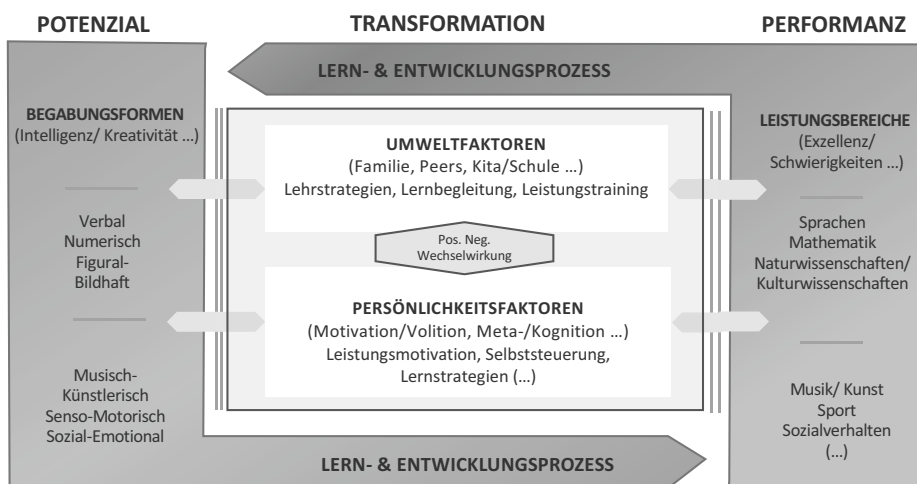 POTENZIAL
TRANSFORMATION
PERFORMANZ
LERN- & ENTWICKLUNGSPROZESS
BEGABUNGSFORMEN
(Intelligenz/ Kreativität ...)
Verbal
Numerisch
Figural-
Bildhaft
Musisch-
Künstlerisch
Senso-Motorisch
Sozial-Emotional
UMWELTFAKTOREN
(Familie, Peers, Kita/Schule ...)
Lehrstrategien, Lernbegleitung, Leistungstraining
Pos. Neg.
Wechselwirkung
PERSÖNLICHKEITSFAKTOREN
(Motivation/Volition, Meta-/Kognition ...)
Leistungsmotivation, Selbststeuerung,
Lernstrategien (...)
LEISTUNGSBEREICHE
(Exzellenz/
Schwierigkeiten ...)
Sprachen
Mathematik
Naturwissenschaften/
Kulturwissenschaften
Musik/ Kunst
Sport
Sozialverhalten
(...)
LERN- & ENTWICKLUNGSPROZESS